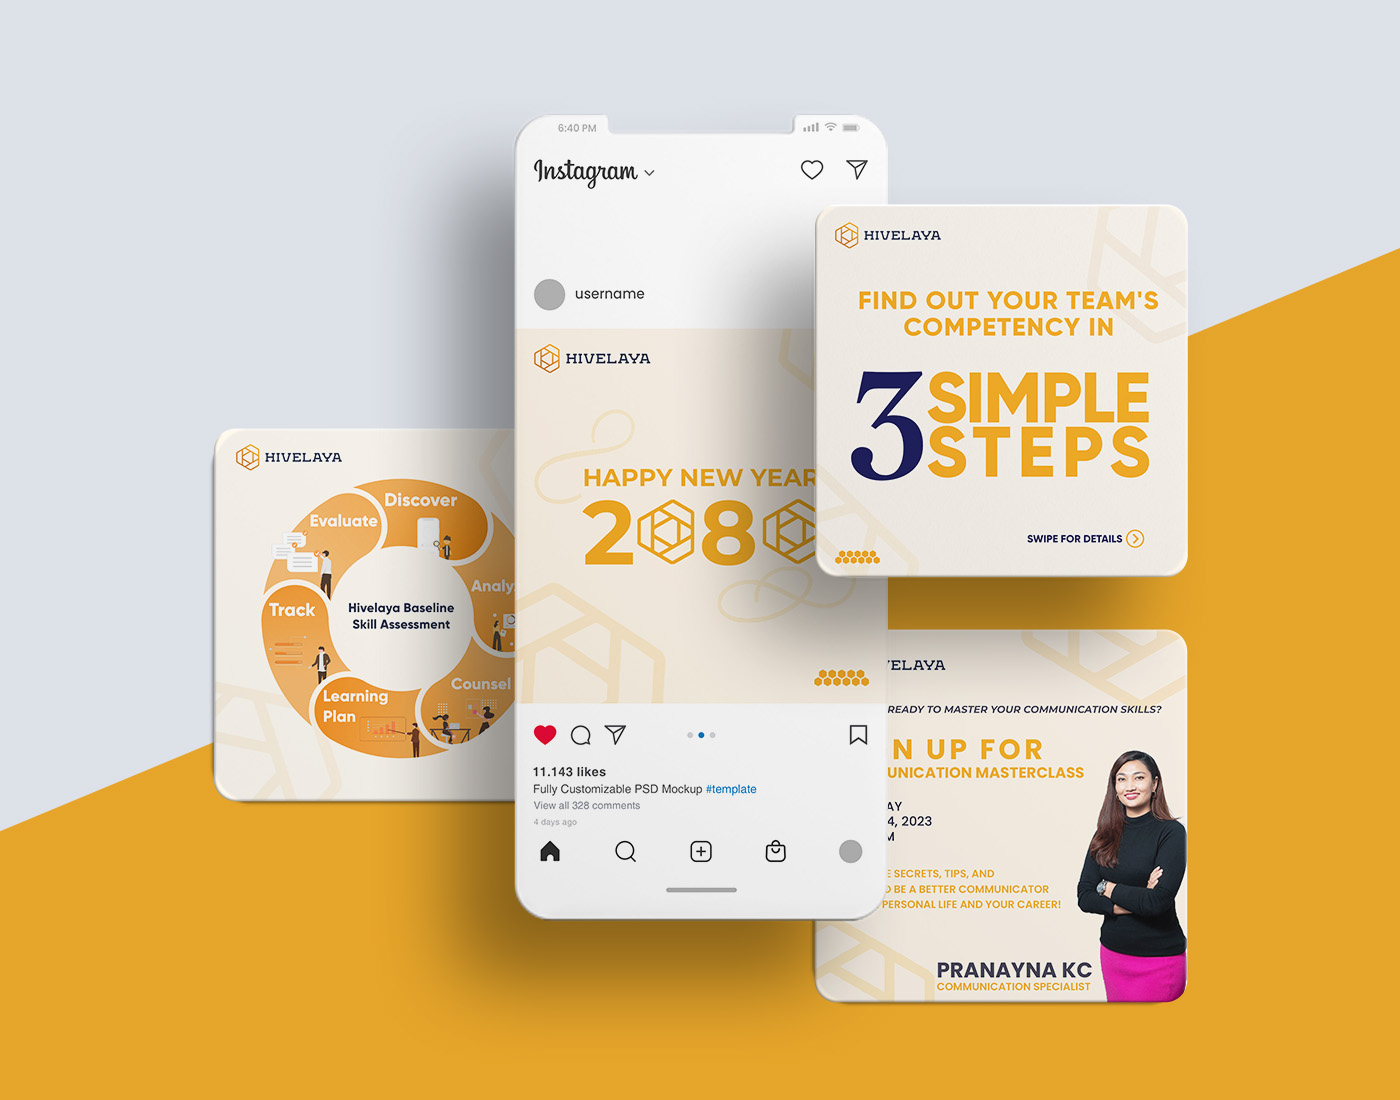 6:40 PM
Instagram
username
HIVELAYA
HAPPY NEW YEAR
2080
11.143 likes
Fully Customizable PSD Mockup #template
View all 328 comments
4 days ago
HIVELAYA
FIND OUT YOUR TEAM'S
COMPETENCY IN
3 SIMPLE
STEPS
SWIPE FOR DETAILS
HIVELAYA
Discover
Evaluate
Analy
Track
Hivelaya Baseline
Skill Assessment
Counsel
Learning
Plan
VELAYA
READY TO MASTER YOUR COMMUNICATION SKILLS?
N UP FOR
UNICATION MASTERCLASS
AY
4, 2023
M
E SECRETS, TIPS, AND
O BE A BETTER COMMUNICATOR
PERSONAL LIFE AND YOUR CAREER!
PRANAYNA KC
COMMUNICATION SPECIALIST